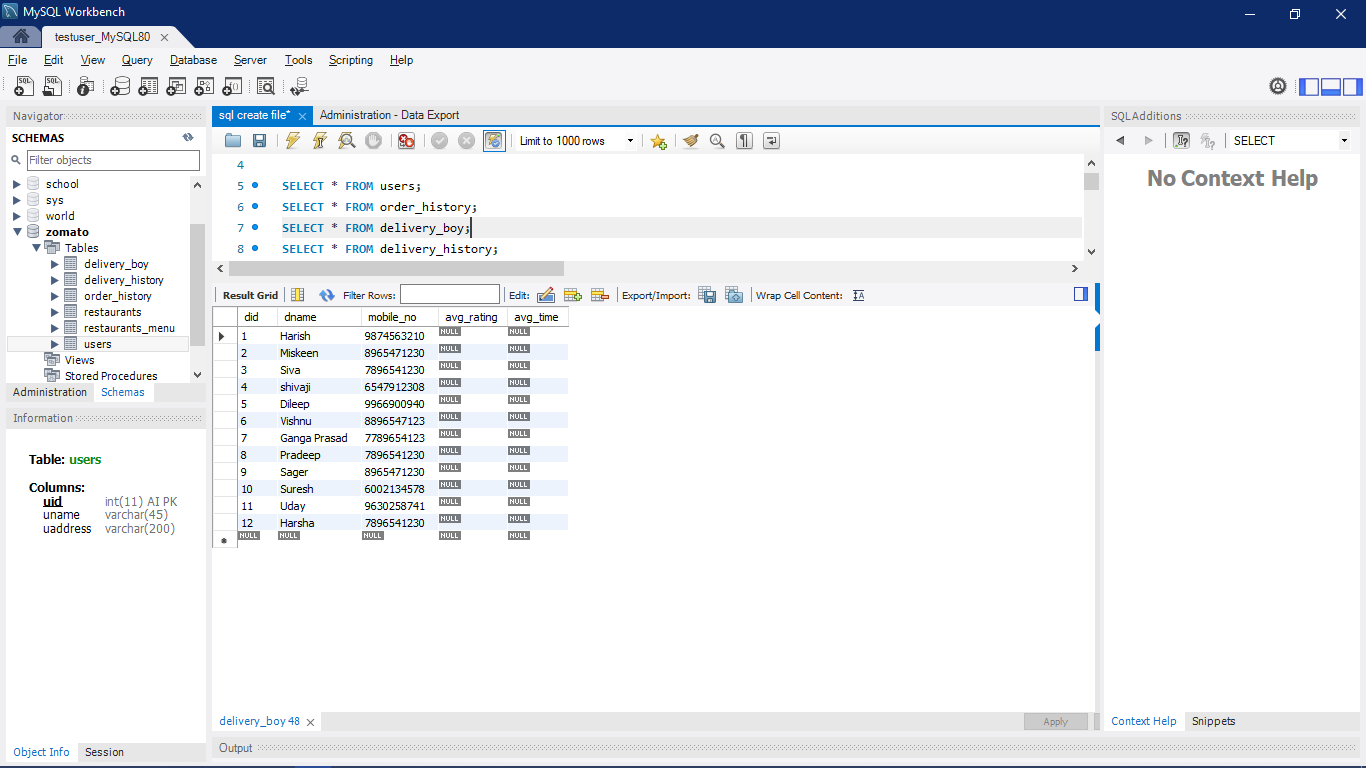 MySQL Workbench
testuser_MySQL80
File Edit View Query Database Server Tools Scripting Help
Navigator
SCHEMAS
Filter objects
school
sys
world
zomato
Tables
delivery_boy
delivery_history
order_history
restaurants
restaurants_menu
users
Views
Stored Procedures
Administration Schemas
Information
Table: users
Columns:
uid int(11) AI PK
uname varchar(45)
uaddress varchar(200)
Object Info Session
sql create file* Administration - Data Export
Limit to 1000 rows
4
5 SELECT * FROM users;
6 SELECT * FROM order_history;
7 SELECT * FROM delivery_boy;
8 SELECT * FROM delivery_history;
Result Grid Filter Rows: Edit: Export/Import: Wrap Cell Content:
did dname mobile_no avg_rating avg_time
1 Harish 9874563210 NULL NULL
2 Miskeen 8965471230 NULL NULL
3 Siva 7896541230 NULL NULL
4 shivaji 6547912308 NULL NULL
5 Dileep 9966900940 NULL NULL
6 Vishnu 8896547123 NULL NULL
7 Ganga Prasad 7789654123 NULL NULL
8 Pradeep 7896541230 NULL NULL
9 Sager 8965471230 NULL NULL
10 Suresh 6002134578 NULL NULL
11 Uday 9630258741 NULL NULL
12 Harsha 7896541230 NULL NULL
NULL NULL NULL NULL NULL
delivery_boy 48 Apply
Output
SQLAdditions
SELECT
No Context Help
Context Help Snippets